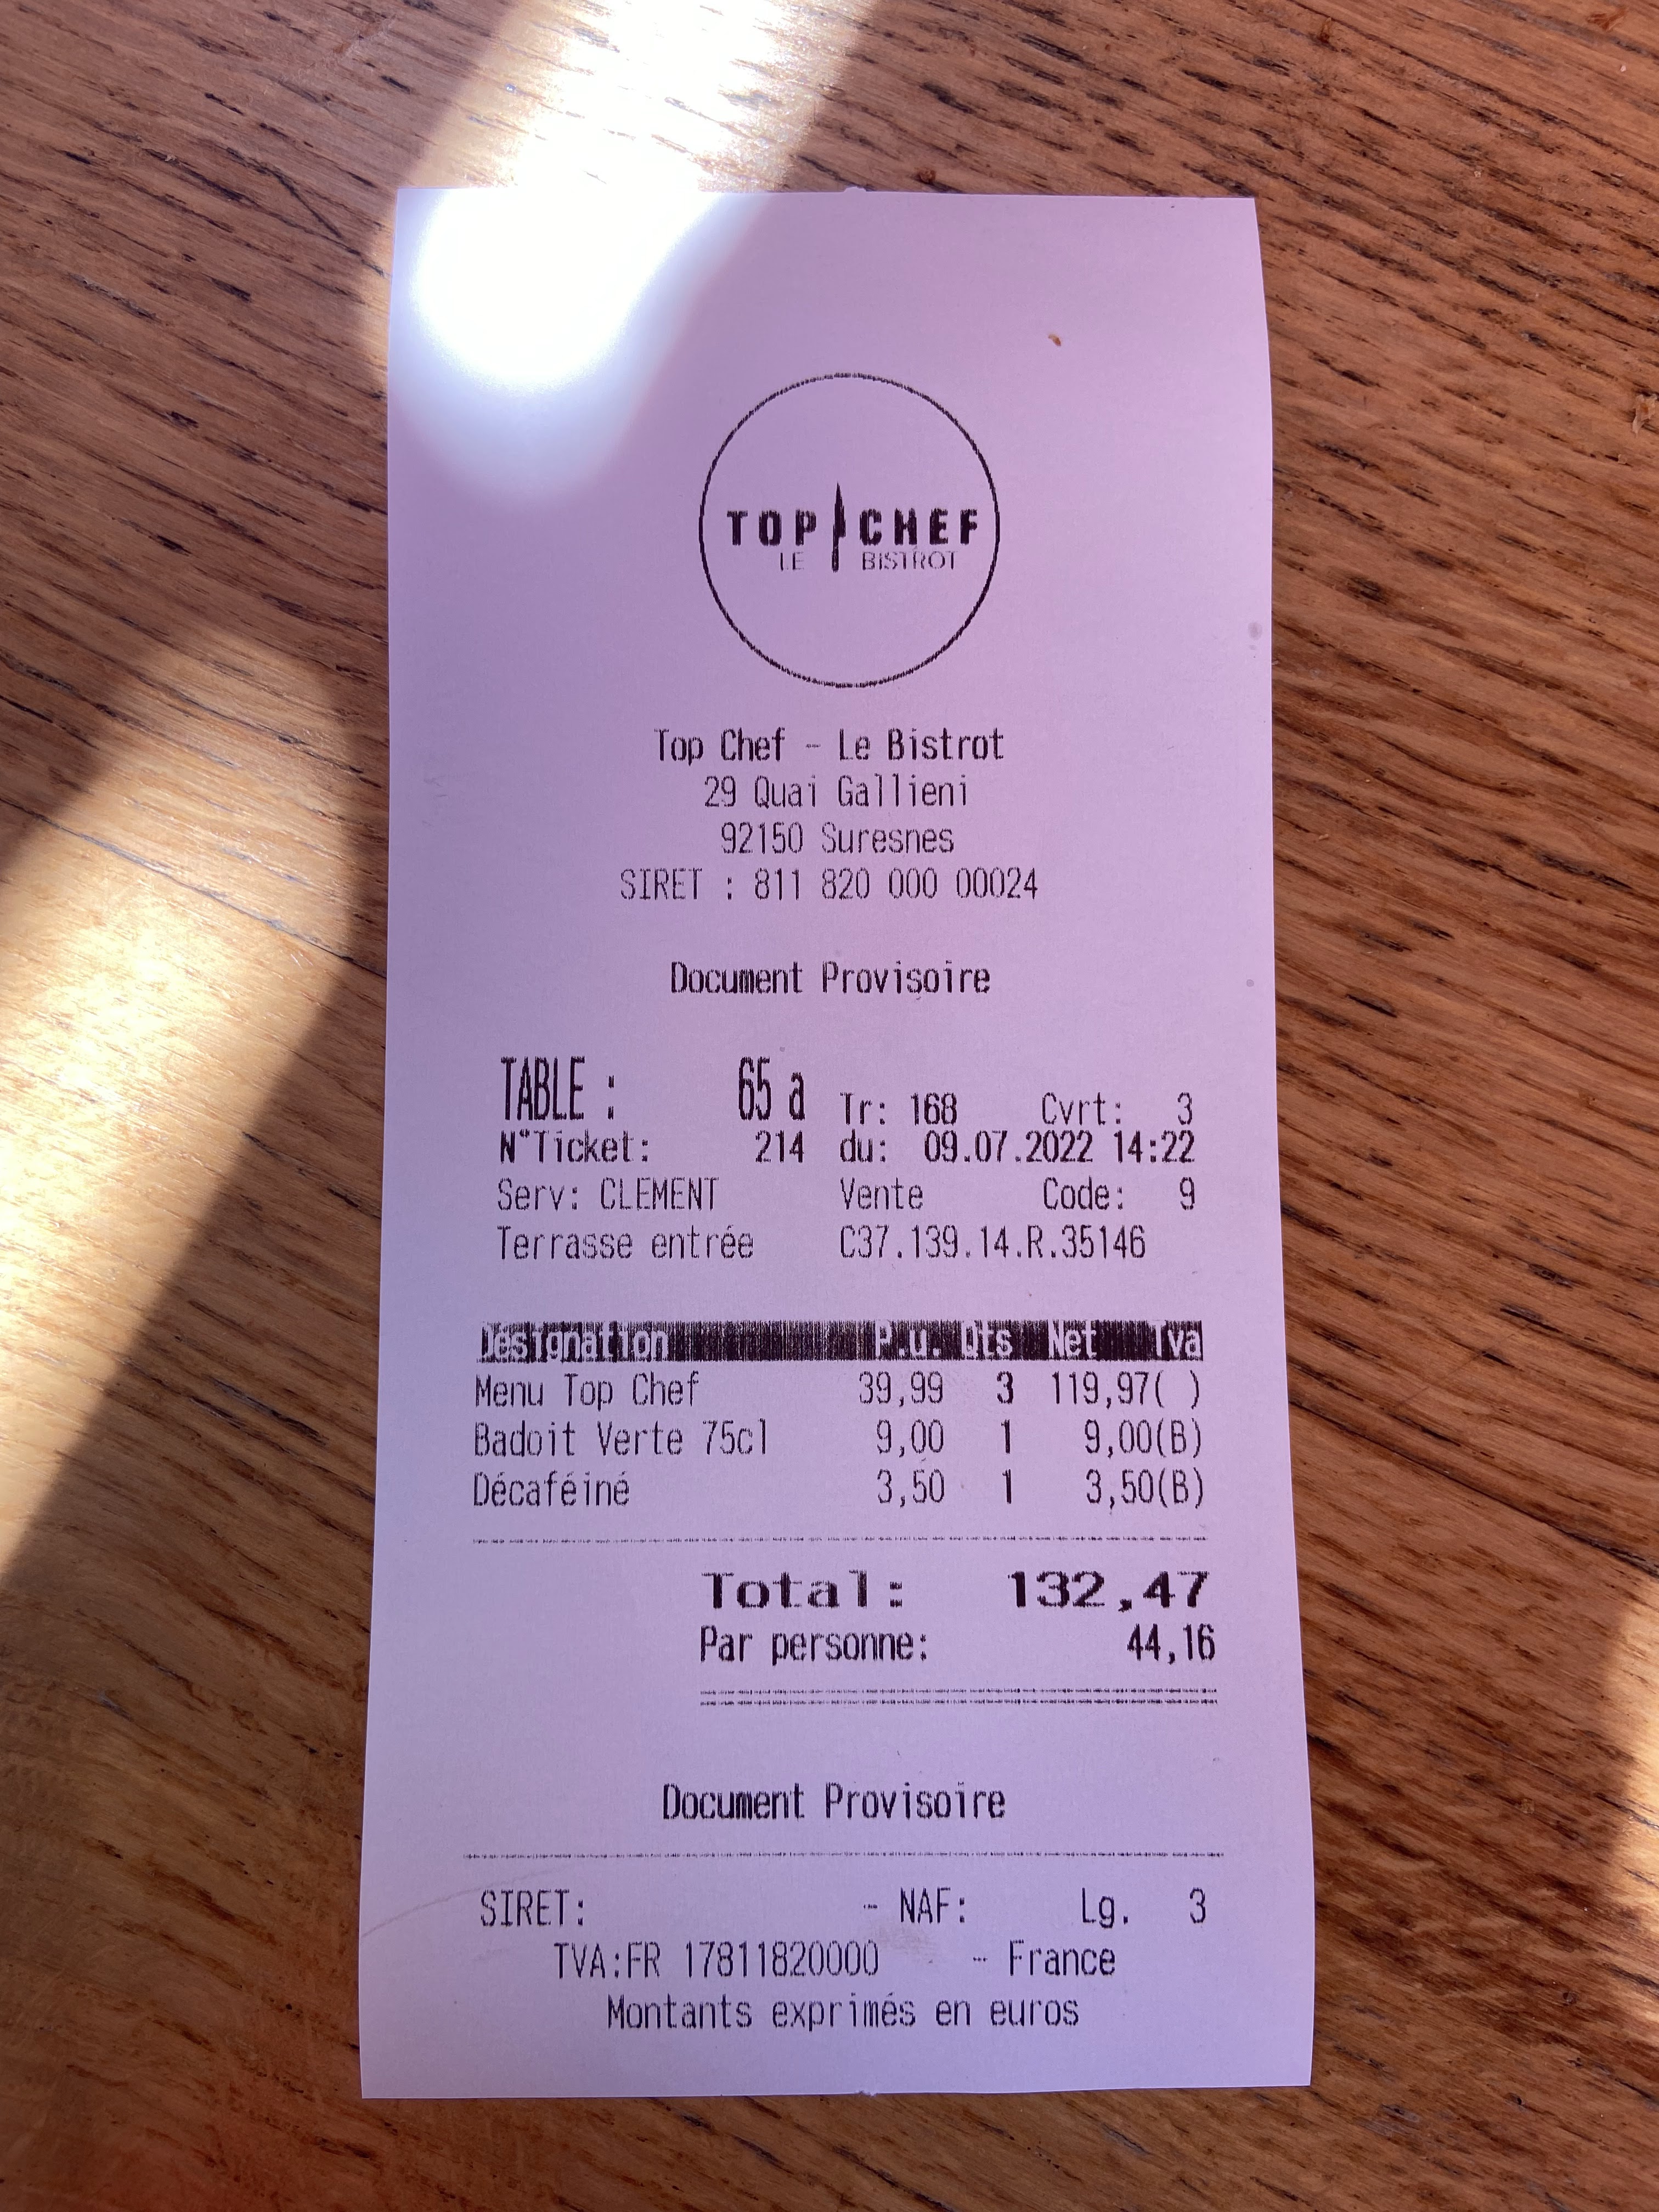 TOP CHEF
LE BISTROT
Top Chef - Le Bistrot
29 Quai Gallieni
92150 Suresnes
SIRET : 811 820 000 00024
Document Provisoire
TABLE : 65 a Tr: 168 Cvrt: 3
N°Ticket: 214 du: 09.07.2022 14:22
Serv: CLEMENT Vente Code: 9
Terrasse entrée C37.139.14.R.35146
Désignation P.u. Qts Net Tva
Menu Top Chef 39,99 3 119,97( )
Badoit Verte 75cl 9,00 1 9,00(B)
Décaféiné 3,50 1 3,50(B)
Total: 132,47
Par personne: 44,16
Document Provisoire
SIRET: - NAF: Lg. 3
TVA:FR 17811820000 - France
Montants exprimés en euros